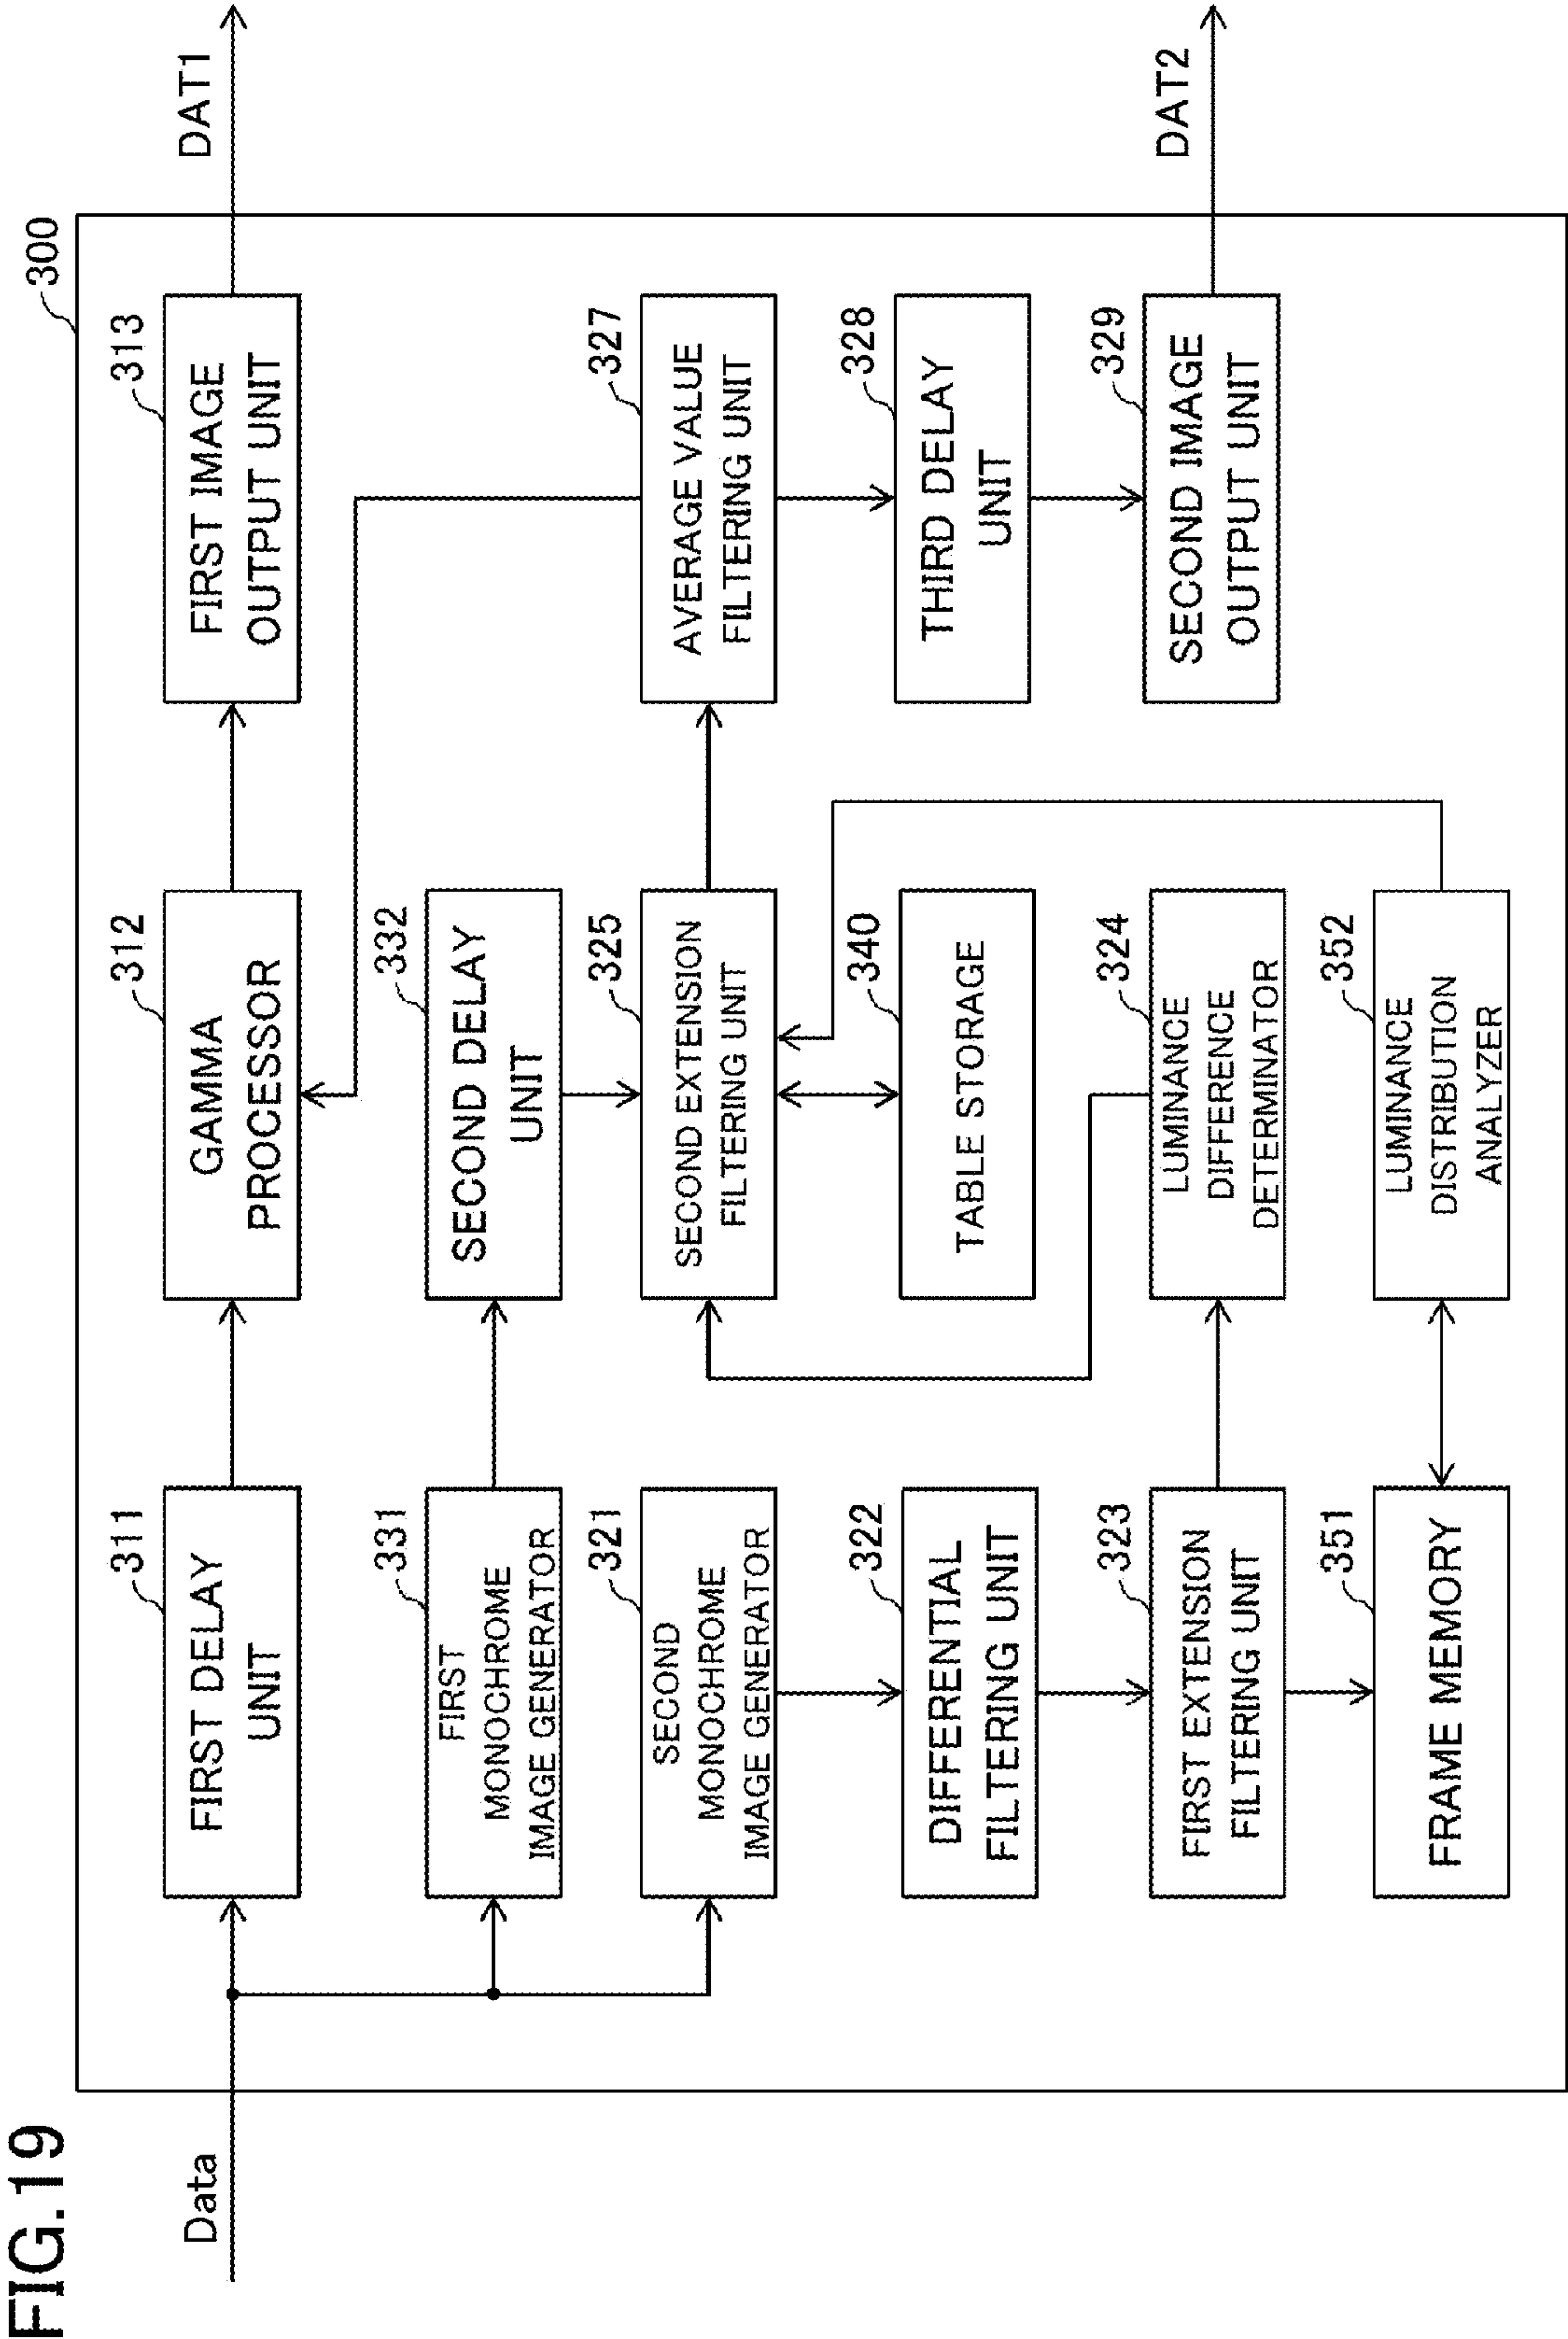 FIG.19
300
Data
311
FIRST DELAY
UNIT
312
GAMMA
PROCESSOR
313
FIRST IMAGE
OUTPUT UNIT
DAT1
331
FIRST
MONOCHROME
IMAGE GENERATOR
332
SECOND DELAY
UNIT
321
SECOND
MONOCHROME
IMAGE GENERATOR
325
SECOND EXTENSION
FILTERING UNIT
327
AVERAGE VALUE
FILTERING UNIT
322
DIFFERENTIAL
FILTERING UNIT
340
TABLE STORAGE
328
THIRD DELAY
UNIT
323
FIRST EXTENSION
FILTERING UNIT
324
LUMINANCE
DIFFERENCE
DETERMINATOR
329
SECOND IMAGE
OUTPUT UNIT
DAT2
351
FRAME MEMORY
352
LUMINANCE
DISTRIBUTION
ANALYZER